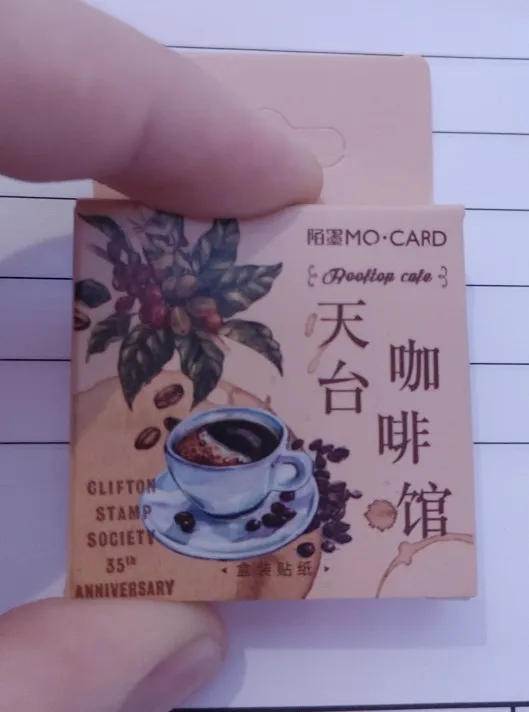 陌墨MO·CARD
Rooftop cafe
天台
咖啡馆
CLIFTON
STAMP
SOCIETY
35th
ANNIVERSARY
盒装贴纸